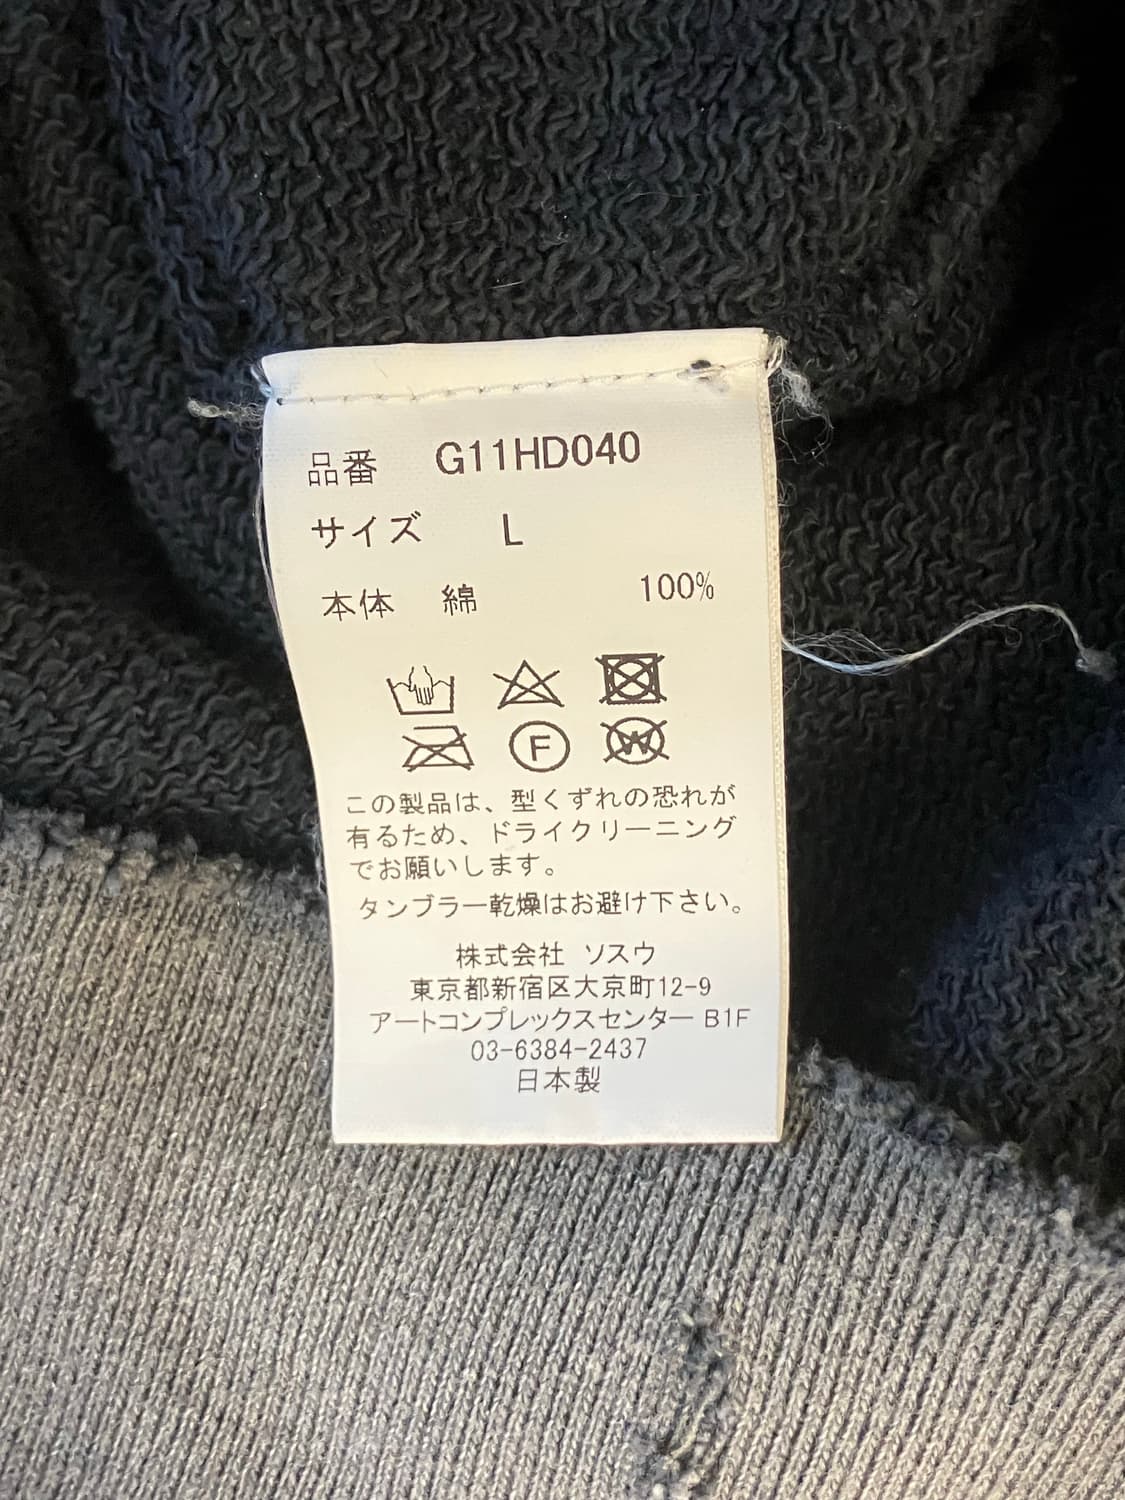 品番 G11HD040
サイズ L
本体 綿 100%
F
W
この製品は、型くずれの恐れが
有るため、ドライクリーニング
でお願いします。
タンブラー乾燥はお避け下さい。
株式会社 ソスウ
東京都新宿区大京町12-9
アートコンプレックスセンター B1F
03-6384-2437
日本製